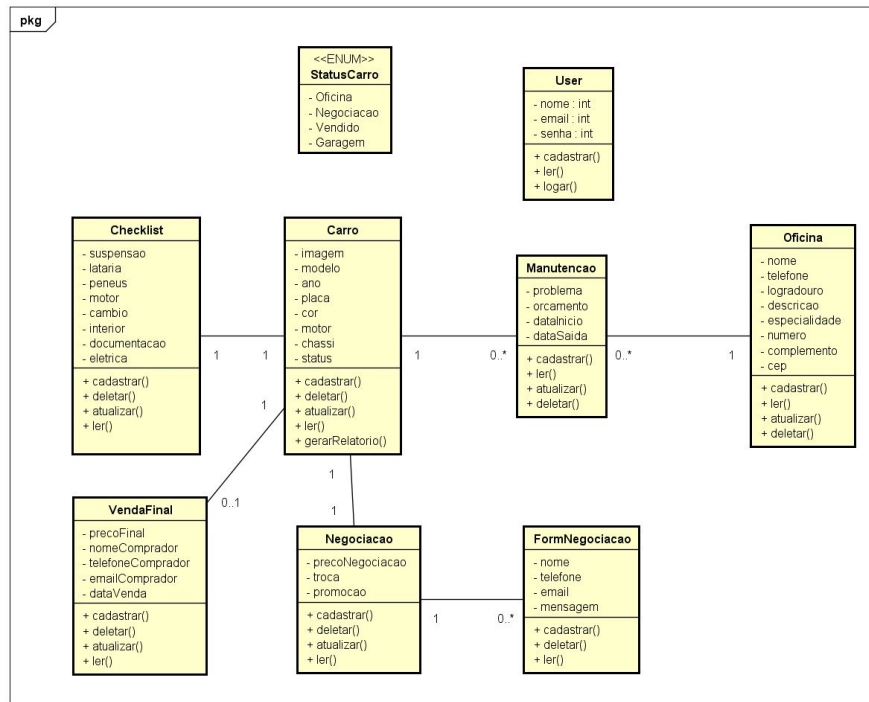 pkg
<<ENUM>>
StatusCarro
- Oficina
- Negociacao
- Vendido
- Garagem
User
- nome : int
- email : int
- senha : int
+ cadastrar()
+ ler()
+ logar()
Checklist
- suspensao
- lataria
- peneus
- motor
- cambio
- interior
- documentacao
- eletrica
+ cadastrar()
+ deletar()
+ atualizar()
+ ler()
1
1
Carro
- imagem
- modelo
- ano
- placa
- cor
- motor
- chassi
- status
+ cadastrar()
+ deletar()
+ atualizar()
+ ler()
+ gerarRelatorio()
1
0..*
Manutencao
- problema
- orcamento
- dataInicio
- dataSaida
+ cadastrar()
+ ler()
+ atualizar()
+ deletar()
0..*
1
Oficina
- nome
- telefone
- logradouro
- descricao
- especialidade
- numero
- complemento
- cep
+ cadastrar()
+ ler()
+ atualizar()
+ deletar()
1
0..1
1
1
VendaFinal
- precoFinal
- nomeComprador
- telefoneComprador
- emailComprador
- dataVenda
+ cadastrar()
+ deletar()
+ atualizar()
+ ler()
Negociacao
- precoNegociacao
- troca
- promocao
+ cadastrar()
+ deletar()
+ atualizar()
+ ler()
1
0..*
FormNegociacao
- nome
- telefone
- email
- mensagem
+ cadastrar()
+ deletar()
+ ler()